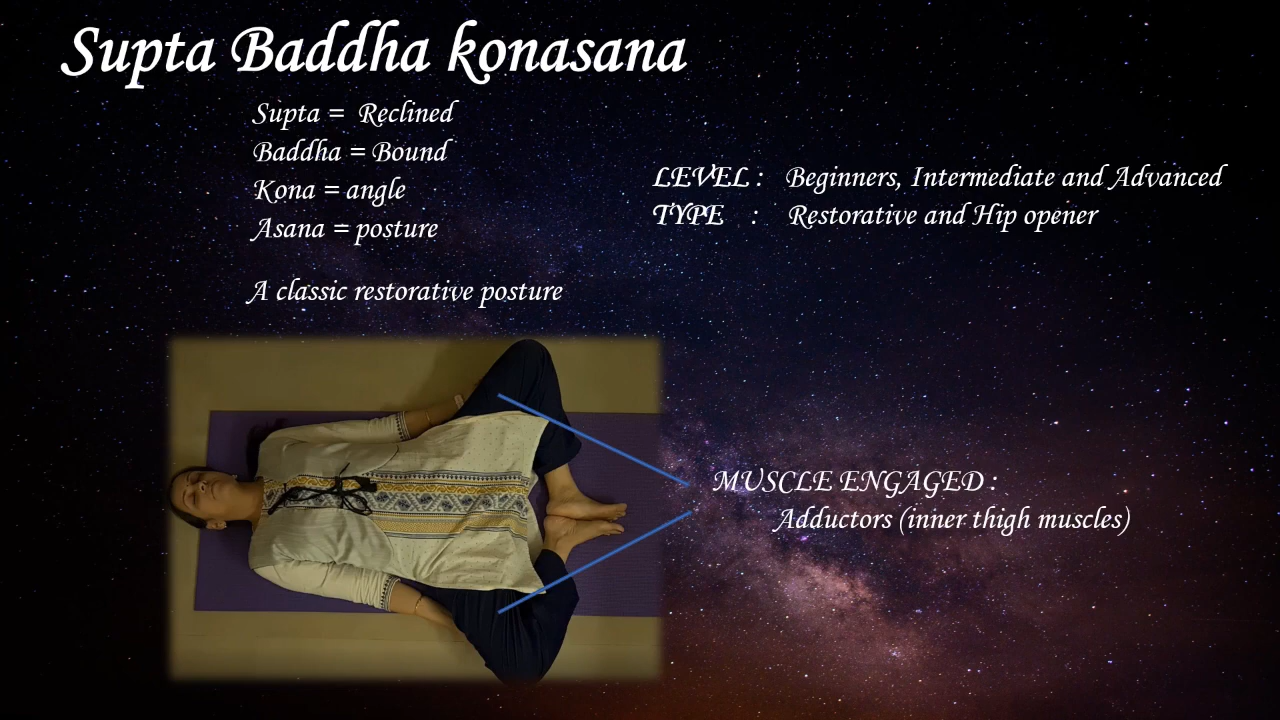 Supta Baddha konasana
Supta = Reclined
Baddha = Bound
Kona = angle
Asana = posture
A classic restorative posture
LEVEL : Beginners, Intermediate and Advanced
TYPE : Restorative and Hip opener
MUSCLE ENGAGED :
Adductors (inner thigh muscles)